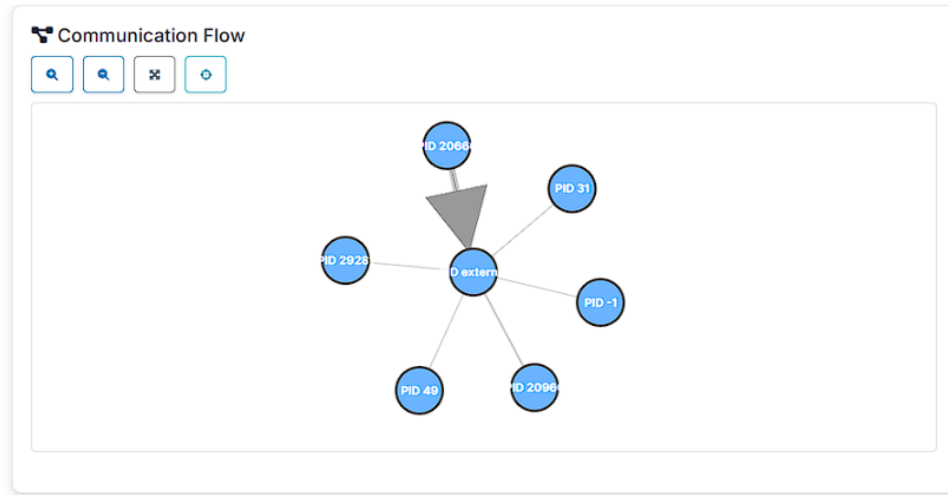 Communication Flow
PID 2066
PID 31
PID 2928
D extern
PID -1
PID 49
PID 2096